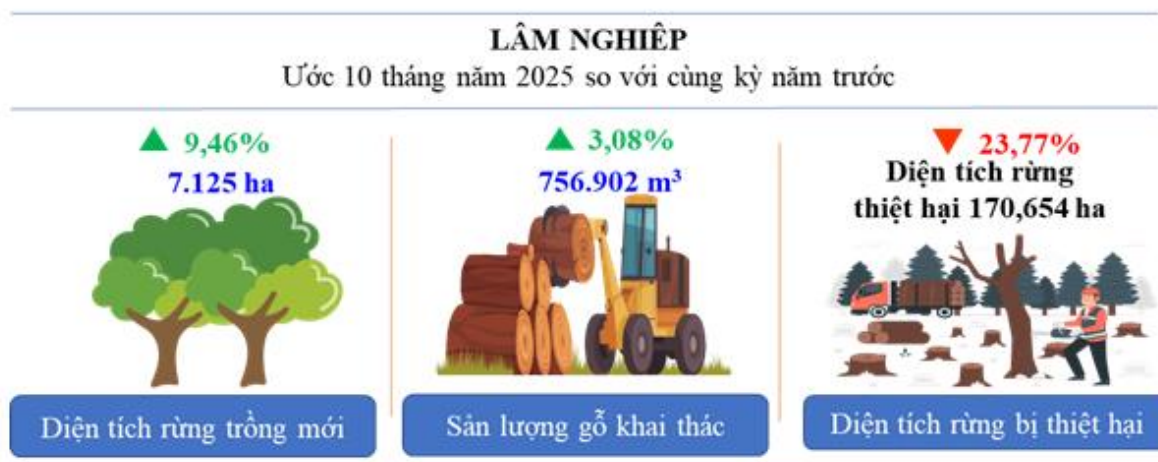 LÂM NGHIỆP
Ước 10 tháng năm 2025 so với cùng kỳ năm trước
▲ 9,46%
7.125 ha
Diện tích rừng trồng mới
▲ 3,08%
756.902 m³
Sản lượng gỗ khai thác
▼ 23,77%
Diện tích rừng
thiệt hại 170,654 ha
Diện tích rừng bị thiệt hại